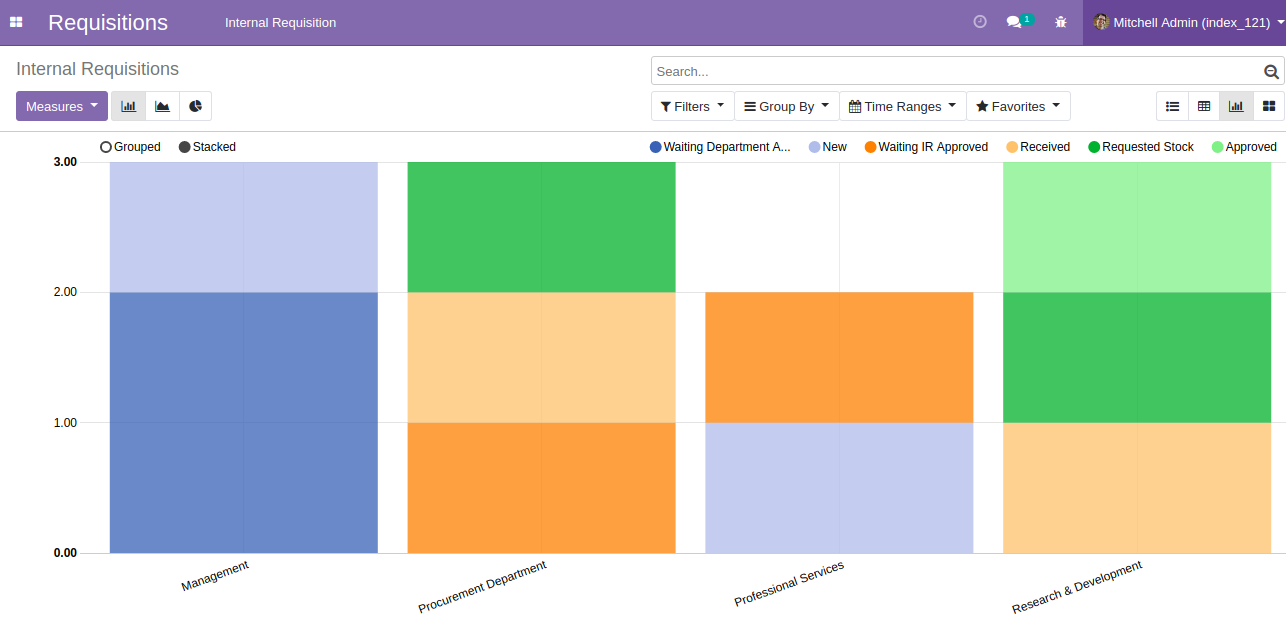 Requisitions Internal Requisition 1 Mitchell Admin (index_121)
Internal Requisitions
Search...
Measures Filters Group By Time Ranges Favorites
Grouped Stacked Waiting Department A... New Waiting IR Approved Received Requested Stock Approved
3.00
2.00
1.00
0.00
Management
Procurement Department
Professional Services
Research & Development